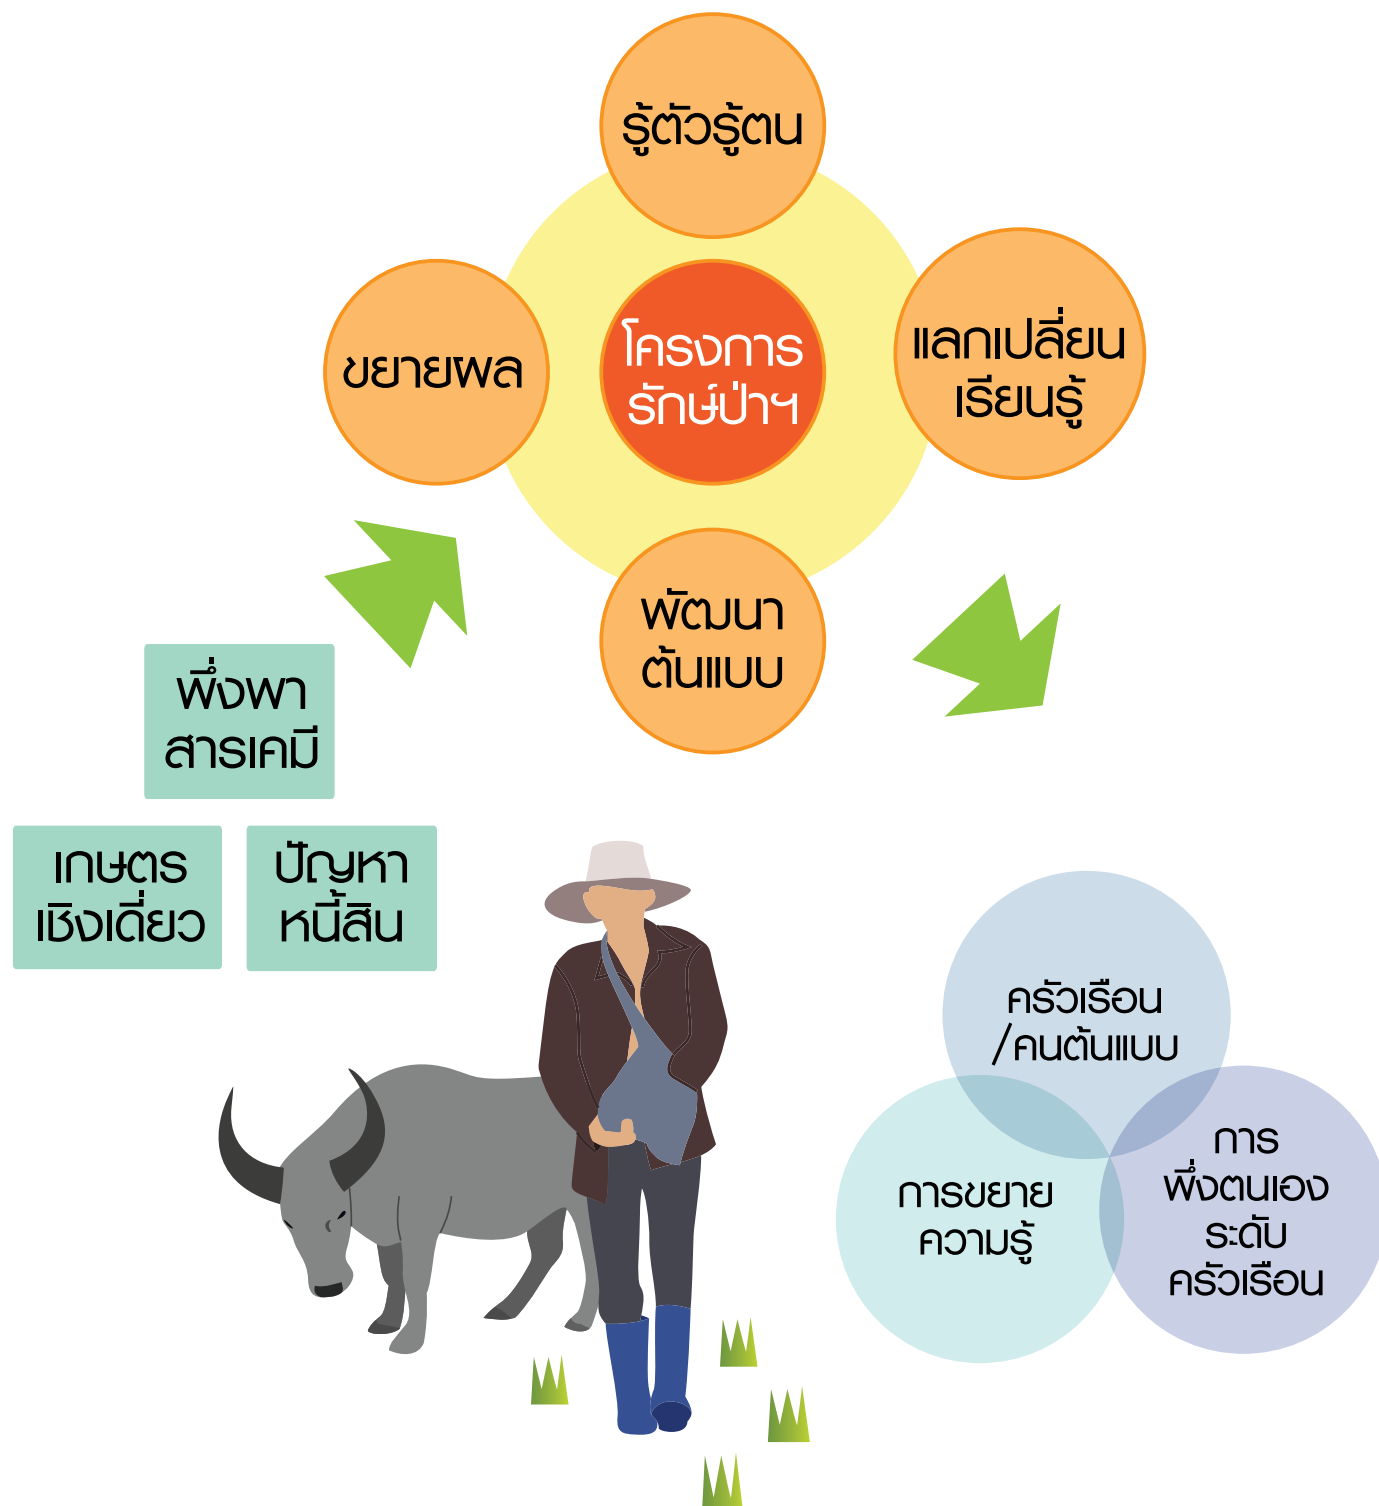 รู้ตัวรู้ตน
ขยายผล
โครงการ
รักษ์ป่าฯ
แลกเปลี่ยน
เรียนรู้
พัฒนา
ต้นแบบ
พึ่งพา
สารเคมี
เกษตร
เชิงเดี่ยว
ปัญหา
หนี้สิน
ครัวเรือน
/คนต้นแบบ
การขยาย
ความรู้
การ
พึ่งตนเอง
ระดับ
ครัวเรือน